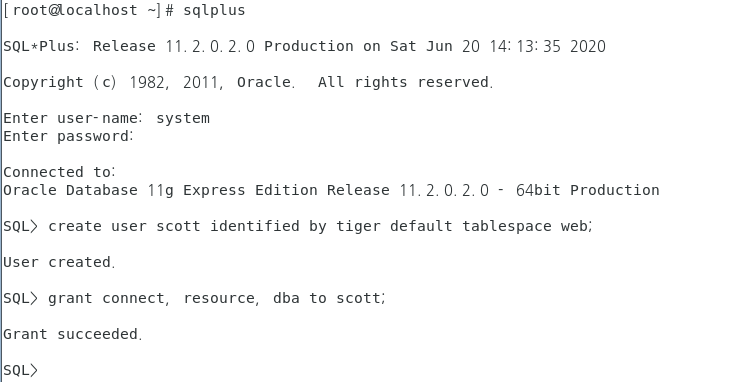 [root@localhost ~]# sqlplus
SQL*Plus: Release 11.2.0.2.0 Production on Sat Jun 20 14:13:35 2020
Copyright (c) 1982, 2011, Oracle.  All rights reserved.
Enter user-name: system
Enter password:
Connected to:
Oracle Database 11g Express Edition Release 11.2.0.2.0 - 64bit Production
SQL> create user scott identified by tiger default tablespace web;
User created.
SQL> grant connect, resource, dba to scott;
Grant succeeded.
SQL>